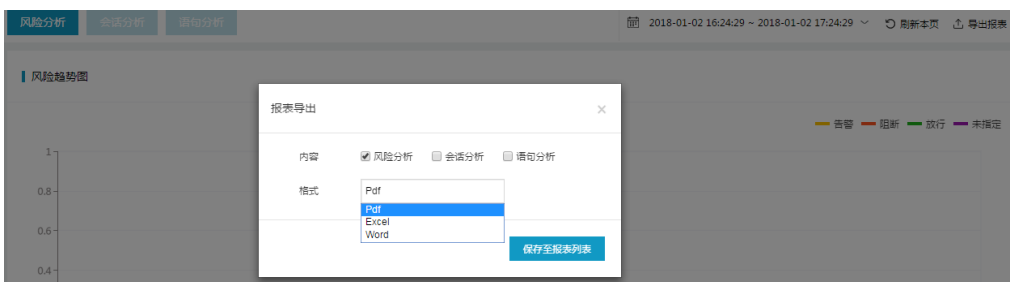 风险分析 会话分析 语句分析 2018-01-02 16:24:29 ~ 2018-01-02 17:24:29 刷新本页 导出报表
风险趋势图
报表导出 ×
告警 阻断 放行 未指定
内容 风险分析 会话分析 语句分析
1
格式 Pdf
0.8
Pdf
Excel
0.6
Word
保存至报表列表
0.4